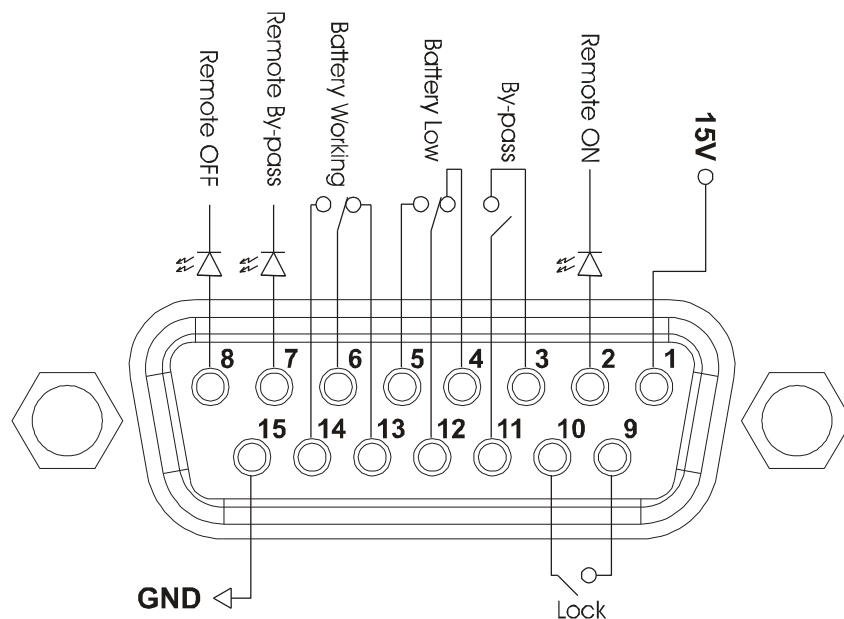 Remote OFF
Remote By-pass
Battery Working
Battery Low
By-pass
Remote ON
15V
8 7 6 5 4 3 2 1
15 14 13 12 11 10 9
GND
Lock